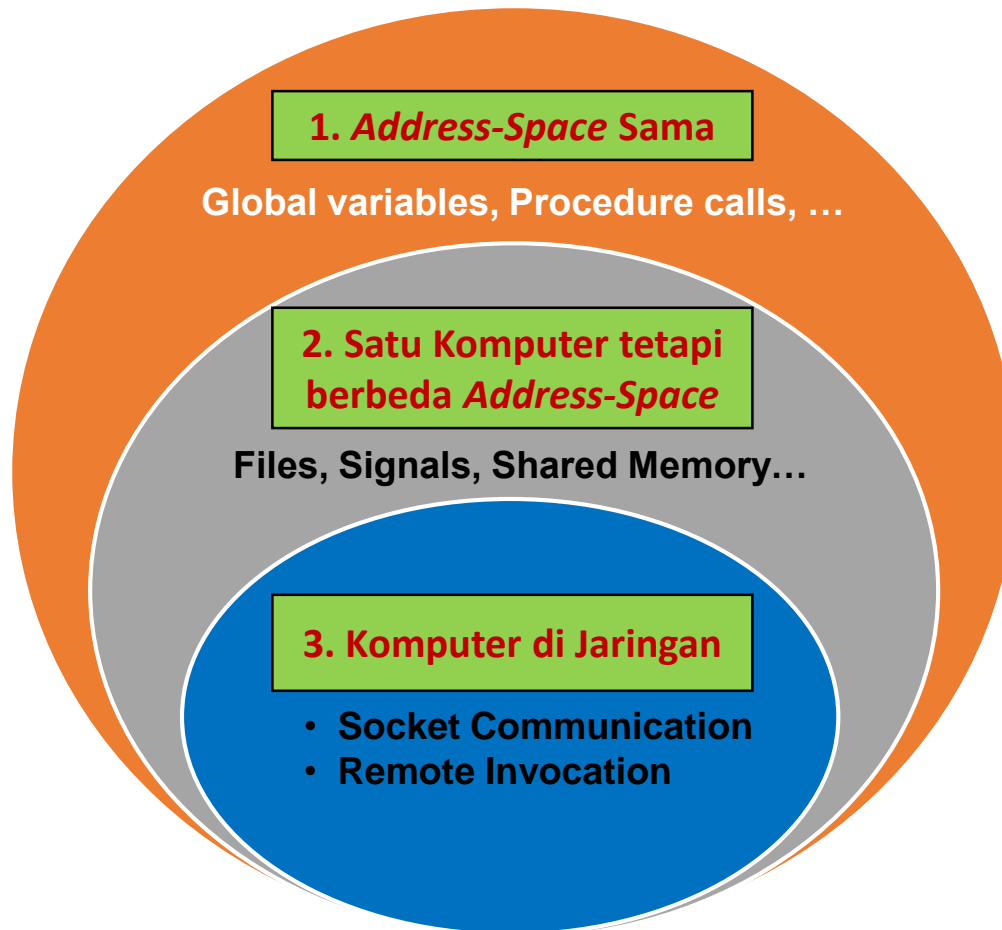 1. Address-Space Sama
Global variables, Procedure calls, …
2. Satu Komputer tetapi
berbeda Address-Space
Files, Signals, Shared Memory…
3. Komputer di Jaringan
• Socket Communication
• Remote Invocation